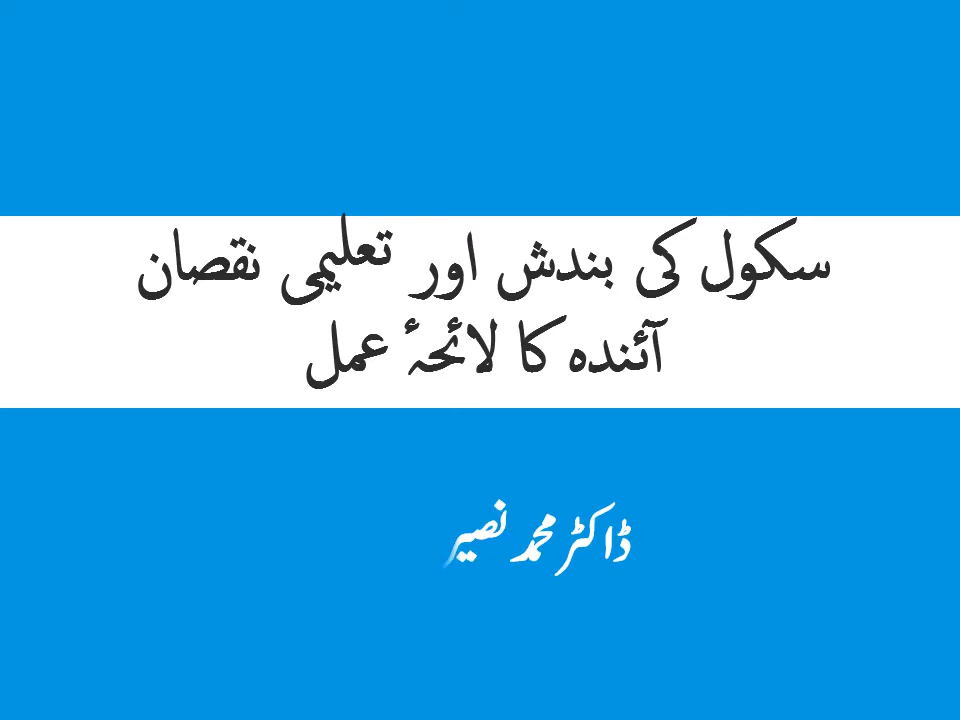 سکول کی بندش اور تعلیمی نقصان
آئندہ کا لائحۂ عمل
ڈاکٹر محمد نصیر